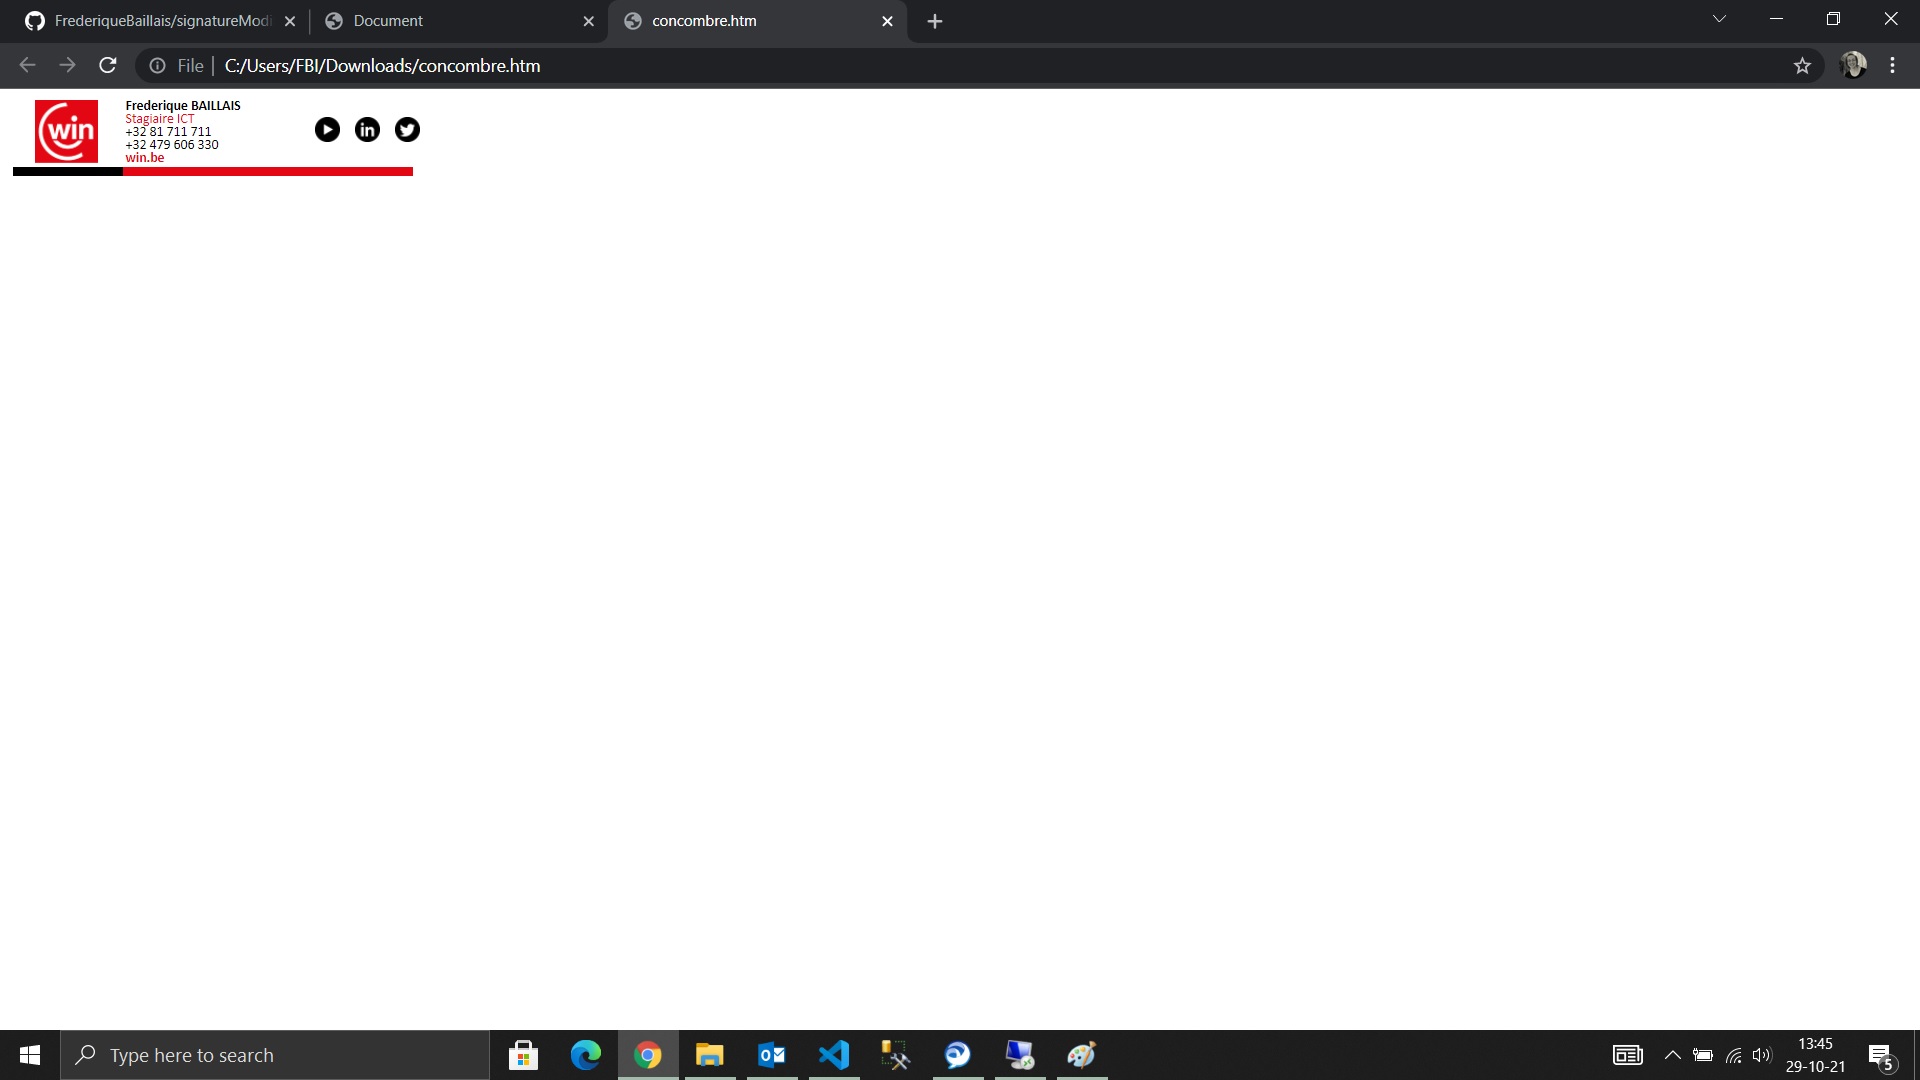 FrederiqueBaillais/signatureModi
Document
concombre.htm
File
C:/Users/FBI/Downloads/concombre.htm
win
Frederique BAILLAIS
Stagiaire ICT
+32 81 711 711
+32 479 606 330
win.be
in
Type here to search
13:45
29-10-21
5